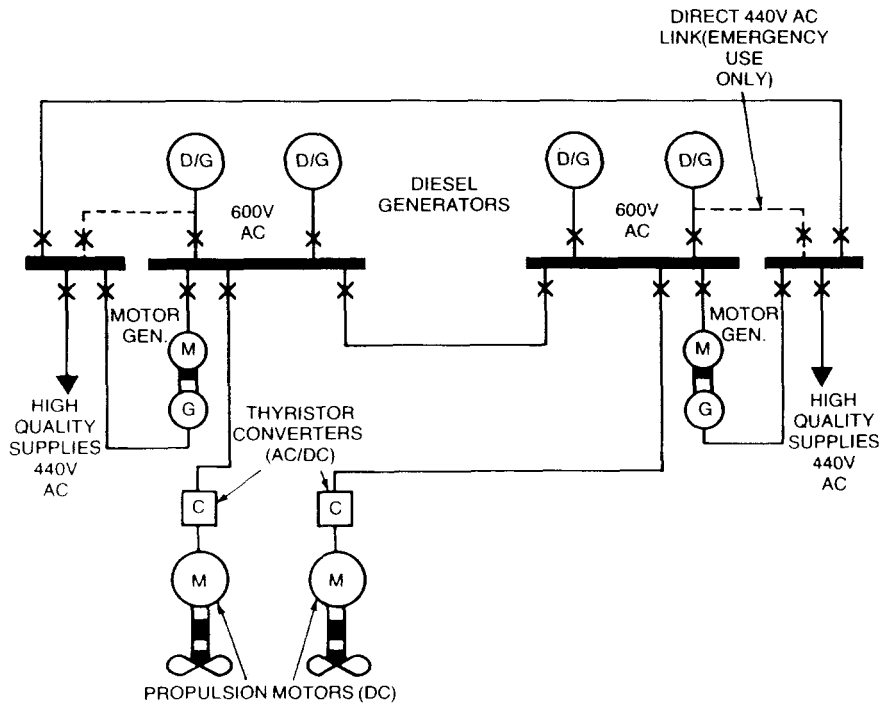 DIRECT 440V AC
LINK(EMERGENCY
USE
ONLY)
D/G
D/G
D/G
D/G
DIESEL
GENERATORS
600V
AC
600V
AC
MOTOR
GEN.
MOTOR
GEN.
M
M
G
G
HIGH
QUALITY
SUPPLIES
440V
AC
THYRISTOR
CONVERTERS
(AC/DC)
HIGH
QUALITY
SUPPLIES
440V
AC
C
C
M
M
PROPULSION MOTORS (DC)